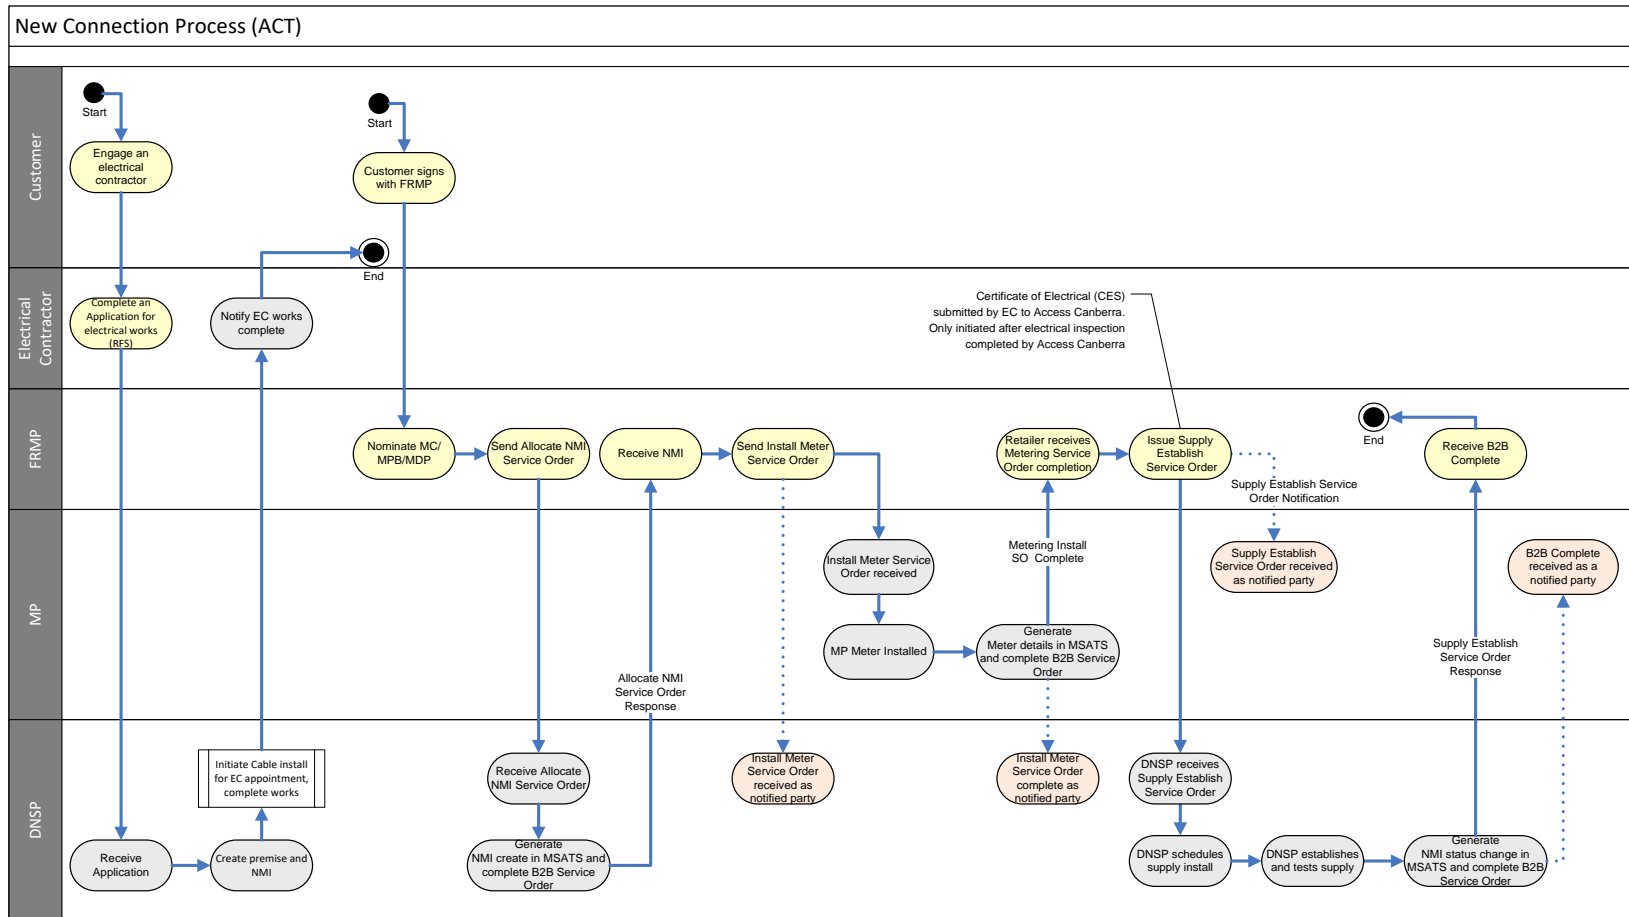 New Connection Process (ACT)
Customer
Start
Engage an
electrical
contractor
Start
Customer signs
with FRMP
End
Electrical
Contractor
Complete an
Application for
electrical works
(RFS)
Notify EC works
complete
Certificate of Electrical (CES)
submitted by EC to Access Canberra.
Only initiated after electrical inspection
completed by Access Canberra
FRMP
Nominate MC/
MPB/MDP
Send Allocate NMI
Service Order
Receive NMI
Send Install Meter
Service Order
Retailer receives
Metering Service
Order completion
Issue Supply
Establish
Service Order
Supply Establish Service
Order Notification
End
Receive B2B
Complete
MP
Allocate NMI
Service Order
Response
Install Meter Service
Order received
MP Meter Installed
Metering Install
SO  Complete
Generate
Meter details in MSATS
and complete B2B Service
Order
Supply Establish
Service Order received
as notified party
Supply Establish
Service Order
Response
B2B Complete
received as a
notified party
DNSP
Receive
Application
Create premise and
NMI
Initiate Cable install
for EC appointment,
complete works
Receive Allocate
NMI Service Order
Generate
NMI create in MSATS and
complete B2B Service
Order
Install Meter
Service Order
received as
notified party
Install Meter
Service Order
complete as
notified party
DNSP receives
Supply Establish
Service Order
DNSP schedules
supply install
DNSP establishes
and tests supply
Generate
NMI status change in
MSATS and complete B2B
Service Order